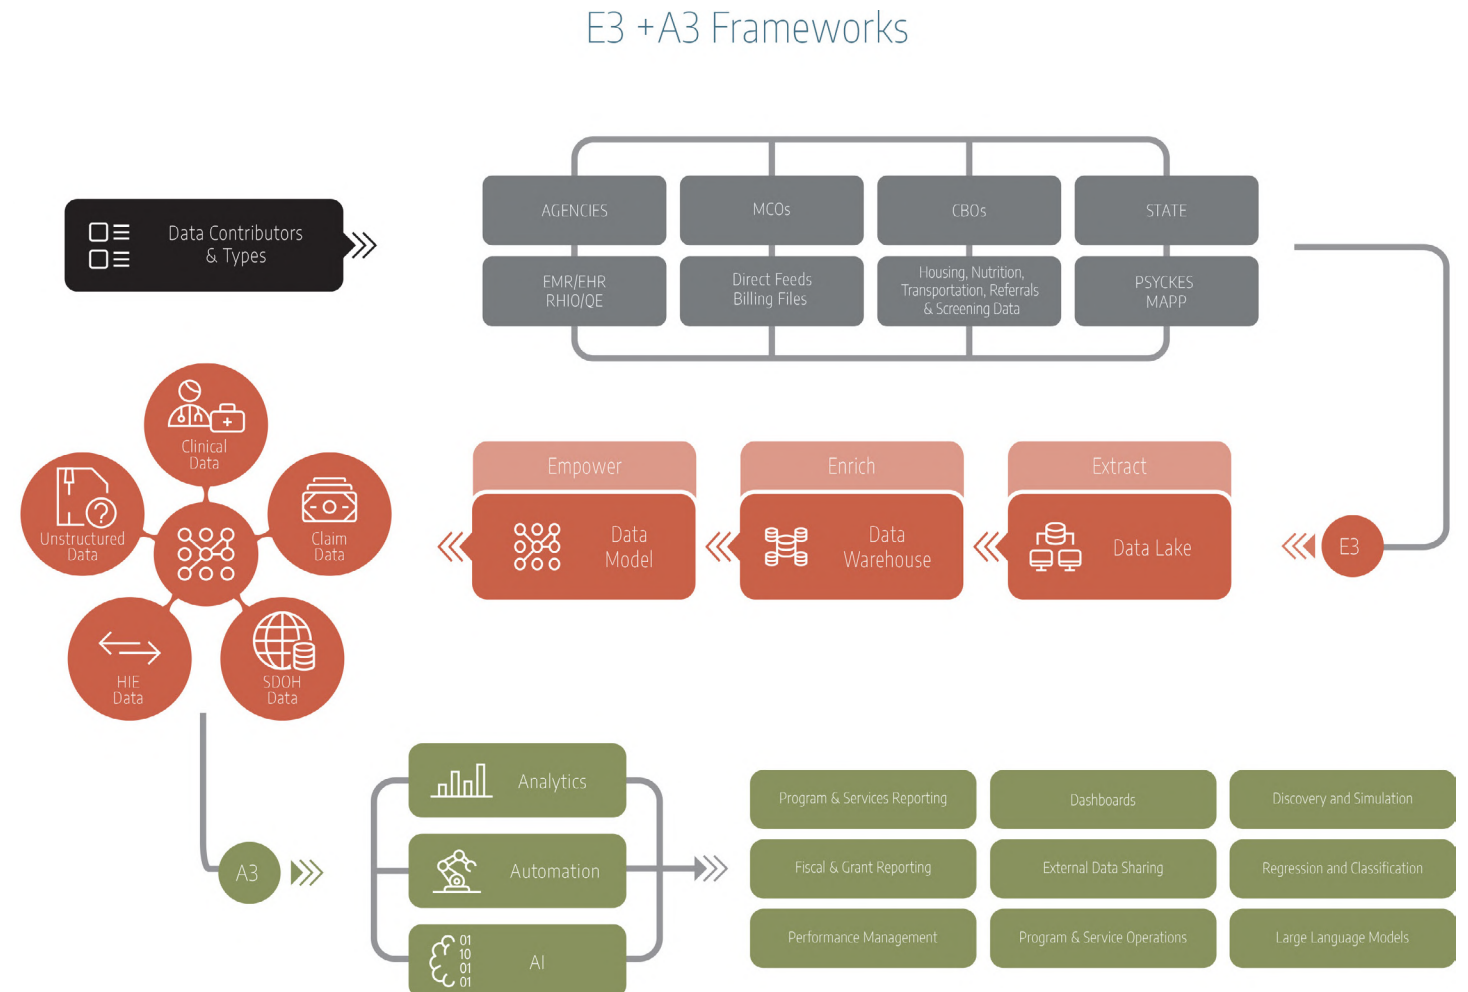 E3 +A3 Frameworks
Data Contributors
& Types
AGENCIES
MCOs
CBOs
STATE
EMR/EHR
RHIO/QE
Direct Feeds
Billing Files
Housing, Nutrition,
Transportation, Referrals
& Screening Data
PSYCKES
MAPP
E3
Extract
Data Lake
Enrich
Data
Warehouse
Empower
Data
Model
Clinical
Data
Unstructured
Data
Claim
Data
HIE
Data
SDOH
Data
A3
Analytics
Automation
01
10
01
01
AI
Program & Services Reporting
Dashboards
Discovery and Simulation
Fiscal & Grant Reporting
External Data Sharing
Regression and Classification
Performance Management
Program & Service Operations
Large Language Models